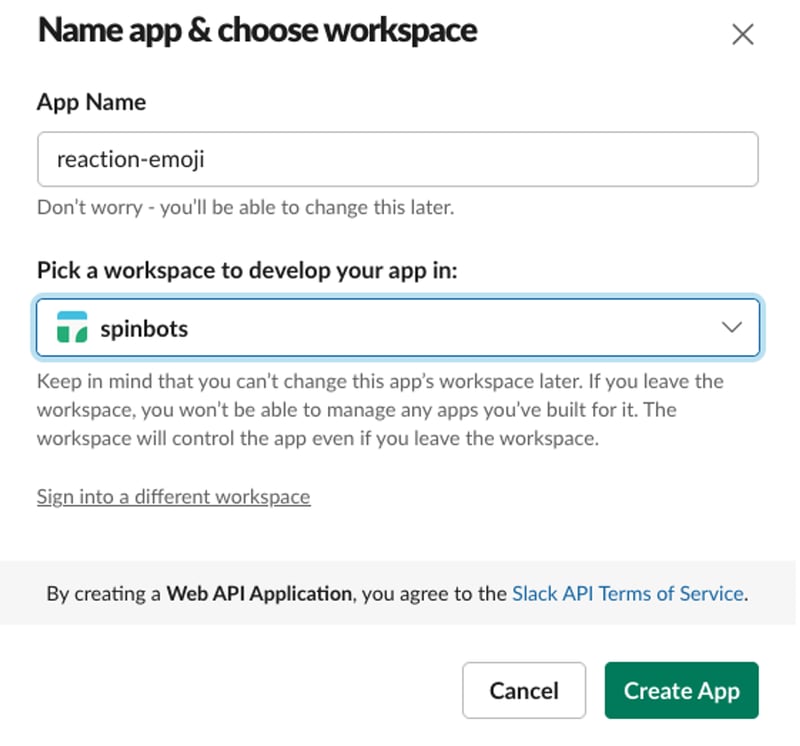 Name app & choose workspace
App Name
reaction-emoji
Don't worry - you'll be able to change this later.
Pick a workspace to develop your app in:
spinbots
Keep in mind that you can’t change this app’s workspace later. If you leave the
workspace, you won’t be able to manage any apps you’ve built for it. The
workspace will control the app even if you leave the workspace.
Sign into a different workspace
By creating a Web API Application, you agree to the Slack API Terms of Service.
Cancel
Create App